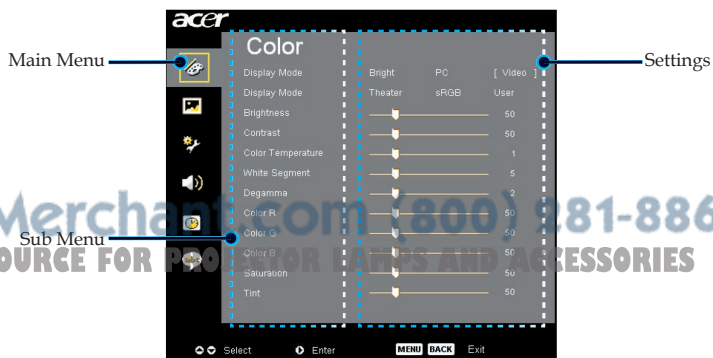 acer
Color
Main Menu
Settings
Display Mode Bright PC [ Video ]
Display Mode Theater sRGB User
Brightness 50
Contrast 50
Color Temperature 1
White Segment 5
Degamma 2
Color R 50
Merchant.com (800) 281-886
Color G 50
Sub Menu
Color B 50
OURCE FOR PROJECTOR LAMPS AND ACCESSORIES
Saturation 50
Tint 50
abc
Select Enter MENU BACK Exit